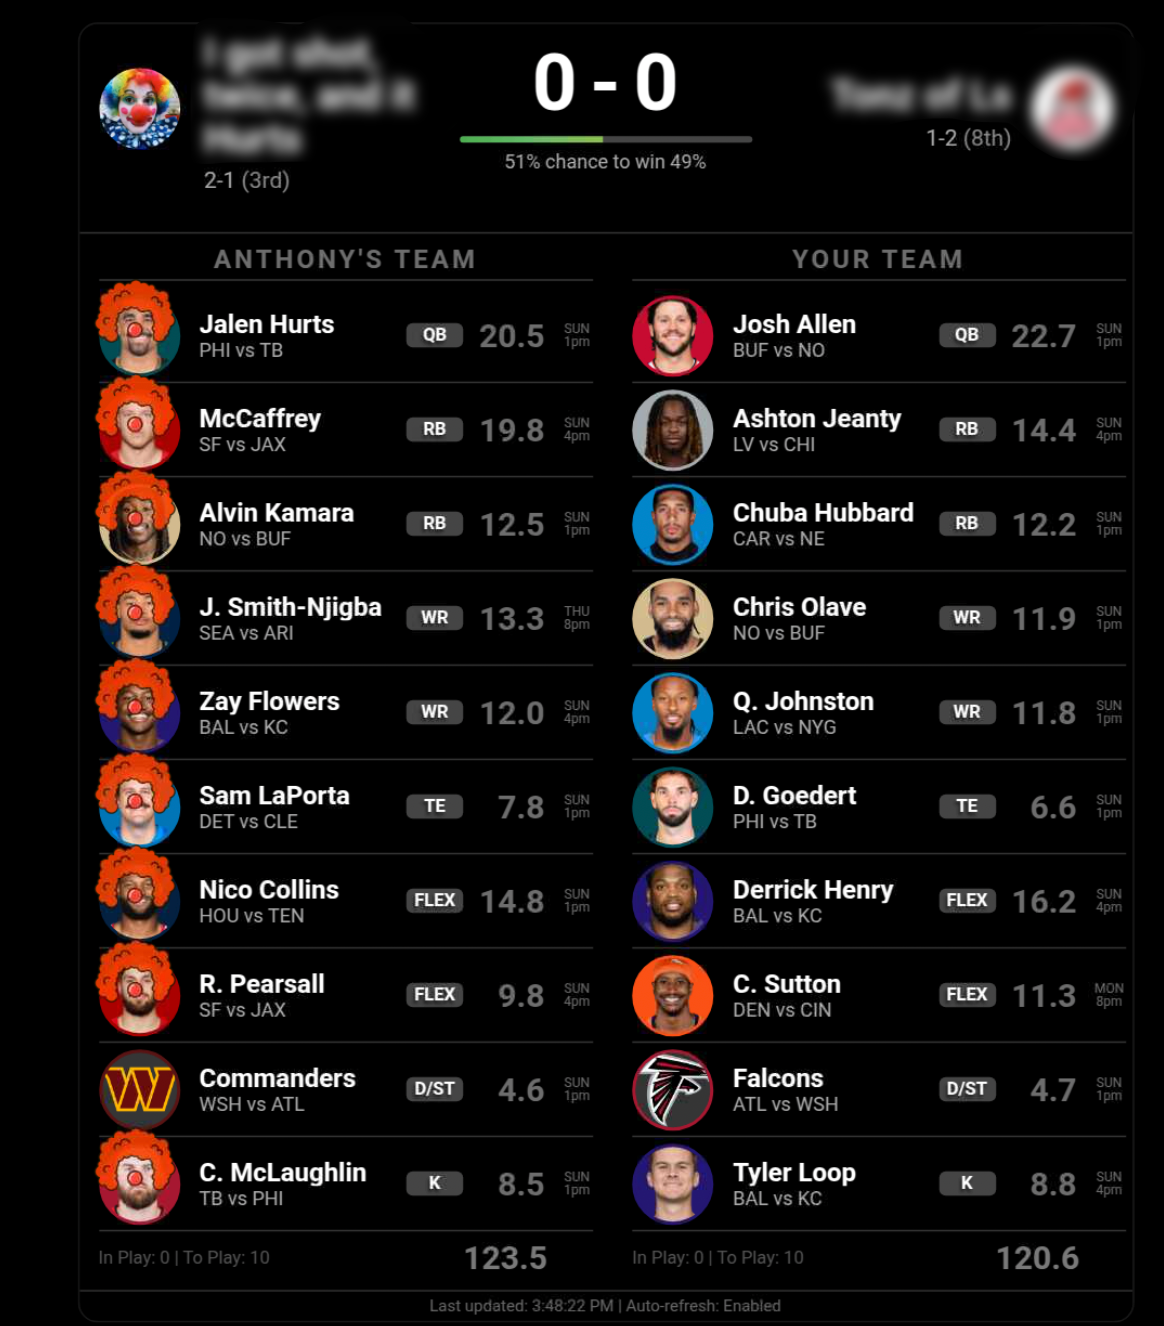 0 - 0
51% chance to win 49%
2-1 (3rd)
1-2 (8th)
ANTHONY'S TEAM
YOUR TEAM
Jalen Hurts
PHI vs TB
QB
20.5
SUN
1pm
Josh Allen
BUF vs NO
QB
22.7
SUN
1pm
McCaffrey
SF vs JAX
RB
19.8
SUN
4pm
Ashton Jeanty
LV vs CHI
RB
14.4
SUN
4pm
Alvin Kamara
NO vs BUF
RB
12.5
SUN
1pm
Chuba Hubbard
CAR vs NE
RB
12.2
SUN
1pm
J. Smith-Njigba
SEA vs ARI
WR
13.3
THU
8pm
Chris Olave
NO vs BUF
WR
11.9
SUN
1pm
Zay Flowers
BAL vs KC
WR
12.0
SUN
4pm
Q. Johnston
LAC vs NYG
WR
11.8
SUN
1pm
Sam LaPorta
DET vs CLE
TE
7.8
SUN
1pm
D. Goedert
PHI vs TB
TE
6.6
SUN
1pm
Nico Collins
HOU vs TEN
FLEX
14.8
SUN
1pm
Derrick Henry
BAL vs KC
FLEX
16.2
SUN
4pm
R. Pearsall
SF vs JAX
FLEX
9.8
SUN
4pm
C. Sutton
DEN vs CIN
FLEX
11.3
MON
8pm
Commanders
WSH vs ATL
D/ST
4.6
SUN
1pm
Falcons
ATL vs WSH
D/ST
4.7
SUN
1pm
C. McLaughlin
TB vs PHI
K
8.5
SUN
1pm
Tyler Loop
BAL vs KC
K
8.8
SUN
4pm
In Play: 0 | To Play: 10
123.5
In Play: 0 | To Play: 10
120.6
Last updated: 3:48:22 PM | Auto-refresh: Enabled